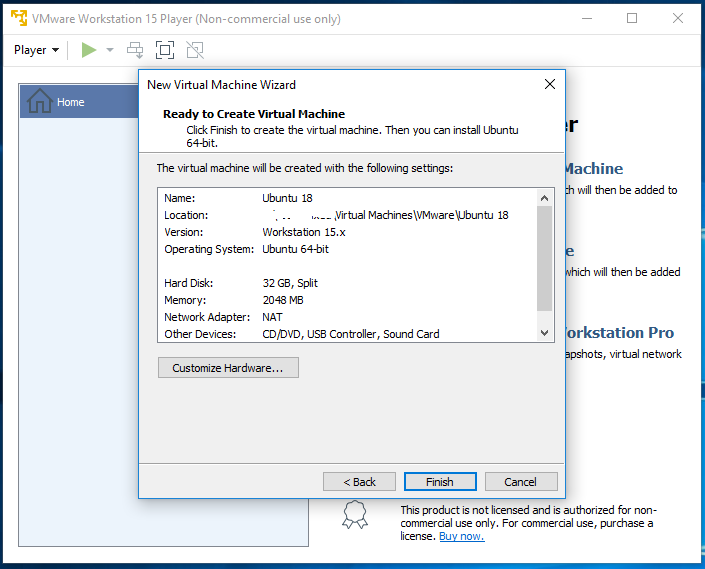 VMware Workstation 15 Player (Non-commercial use only)
Player
Home
New Virtual Machine Wizard
Ready to Create Virtual Machine
Click Finish to create the virtual machine. Then you can install Ubuntu
64-bit.
The virtual machine will be created with the following settings:
Name: Ubuntu 18
Location: \Virtual Machines\VMware\Ubuntu 18
Version: Workstation 15.x
Operating System: Ubuntu 64-bit
Hard Disk: 32 GB, Split
Memory: 2048 MB
Network Adapter: NAT
Other Devices: CD/DVD, USB Controller, Sound Card
Customize Hardware...
< Back
Finish
Cancel
er
Machine
ch will then be added to
e
which will then be added
orkstation Pro
apshots, virtual network
This product is not licensed and is authorized for non-
commercial use only. For commercial use, purchase a
license. Buy now.